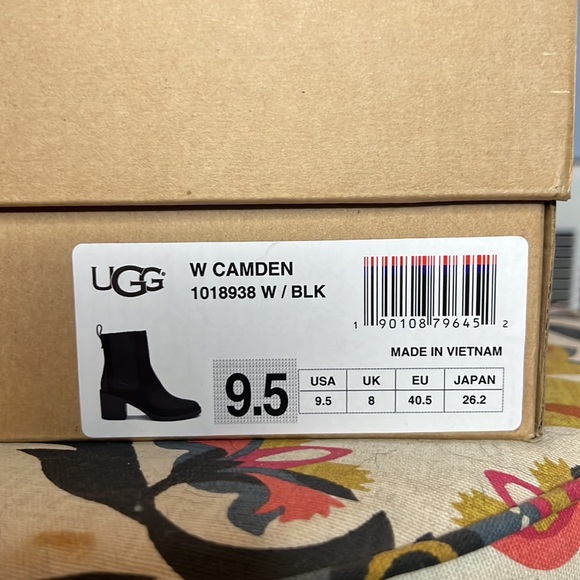 UGG®
W CAMDEN
1018938 W / BLK
1 90108 79645 2
MADE IN VIETNAM
9.5
USA UK EU JAPAN
9.5 8 40.5 26.2